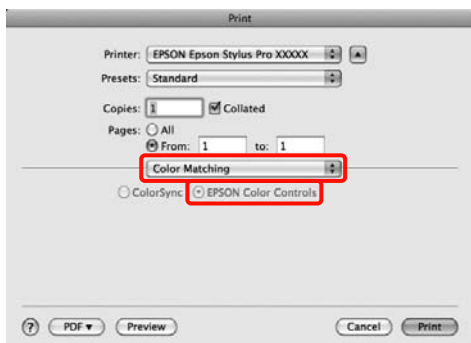 Print
Printer: EPSON Epson Stylus Pro XXXXX
Presets: Standard
Copies: 1 Collated
Pages: All
From: 1 to: 1
Color Matching
ColorSync EPSON Color Controls
? PDF ▾ Preview Cancel Print